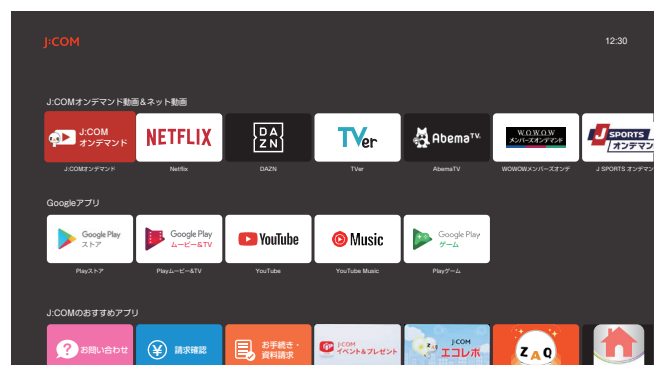 J:COM
12:30
J:COMオンデマンド動画＆ネット動画
J:COM
オンデマンド
NETFLIX
DA
ZN
TVer
AbemaTV.
WOWOW
メンバーズオンデマンド
J SPORTS
オンデマン
J:COMオンデマンド
Netflix
DAZN
TVer
AbemaTV
WOWOWメンバーズオンデ
J SPORTS オンデマン
Googleアプリ
Google Play
ストア
Google Play
ムービー&TV
YouTube
Music
Google Play
ゲーム
Playストア
Playムービー&TV
YouTube
YouTube Music
Playゲーム
J:COMのおすすめアプリ
お問い合わせ
請求確認
お手続き・
資料請求
J:COM
イベント&プレゼント
J:COM
エコレポ
ZAQ